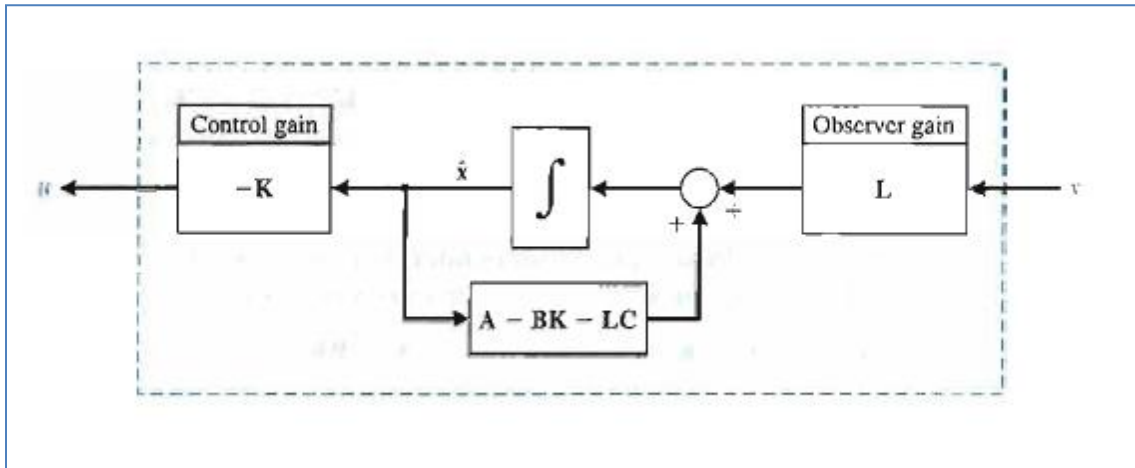 Control gain
Observer gain
u
−K
x̂
∫
+
+
L
A − BK − LC